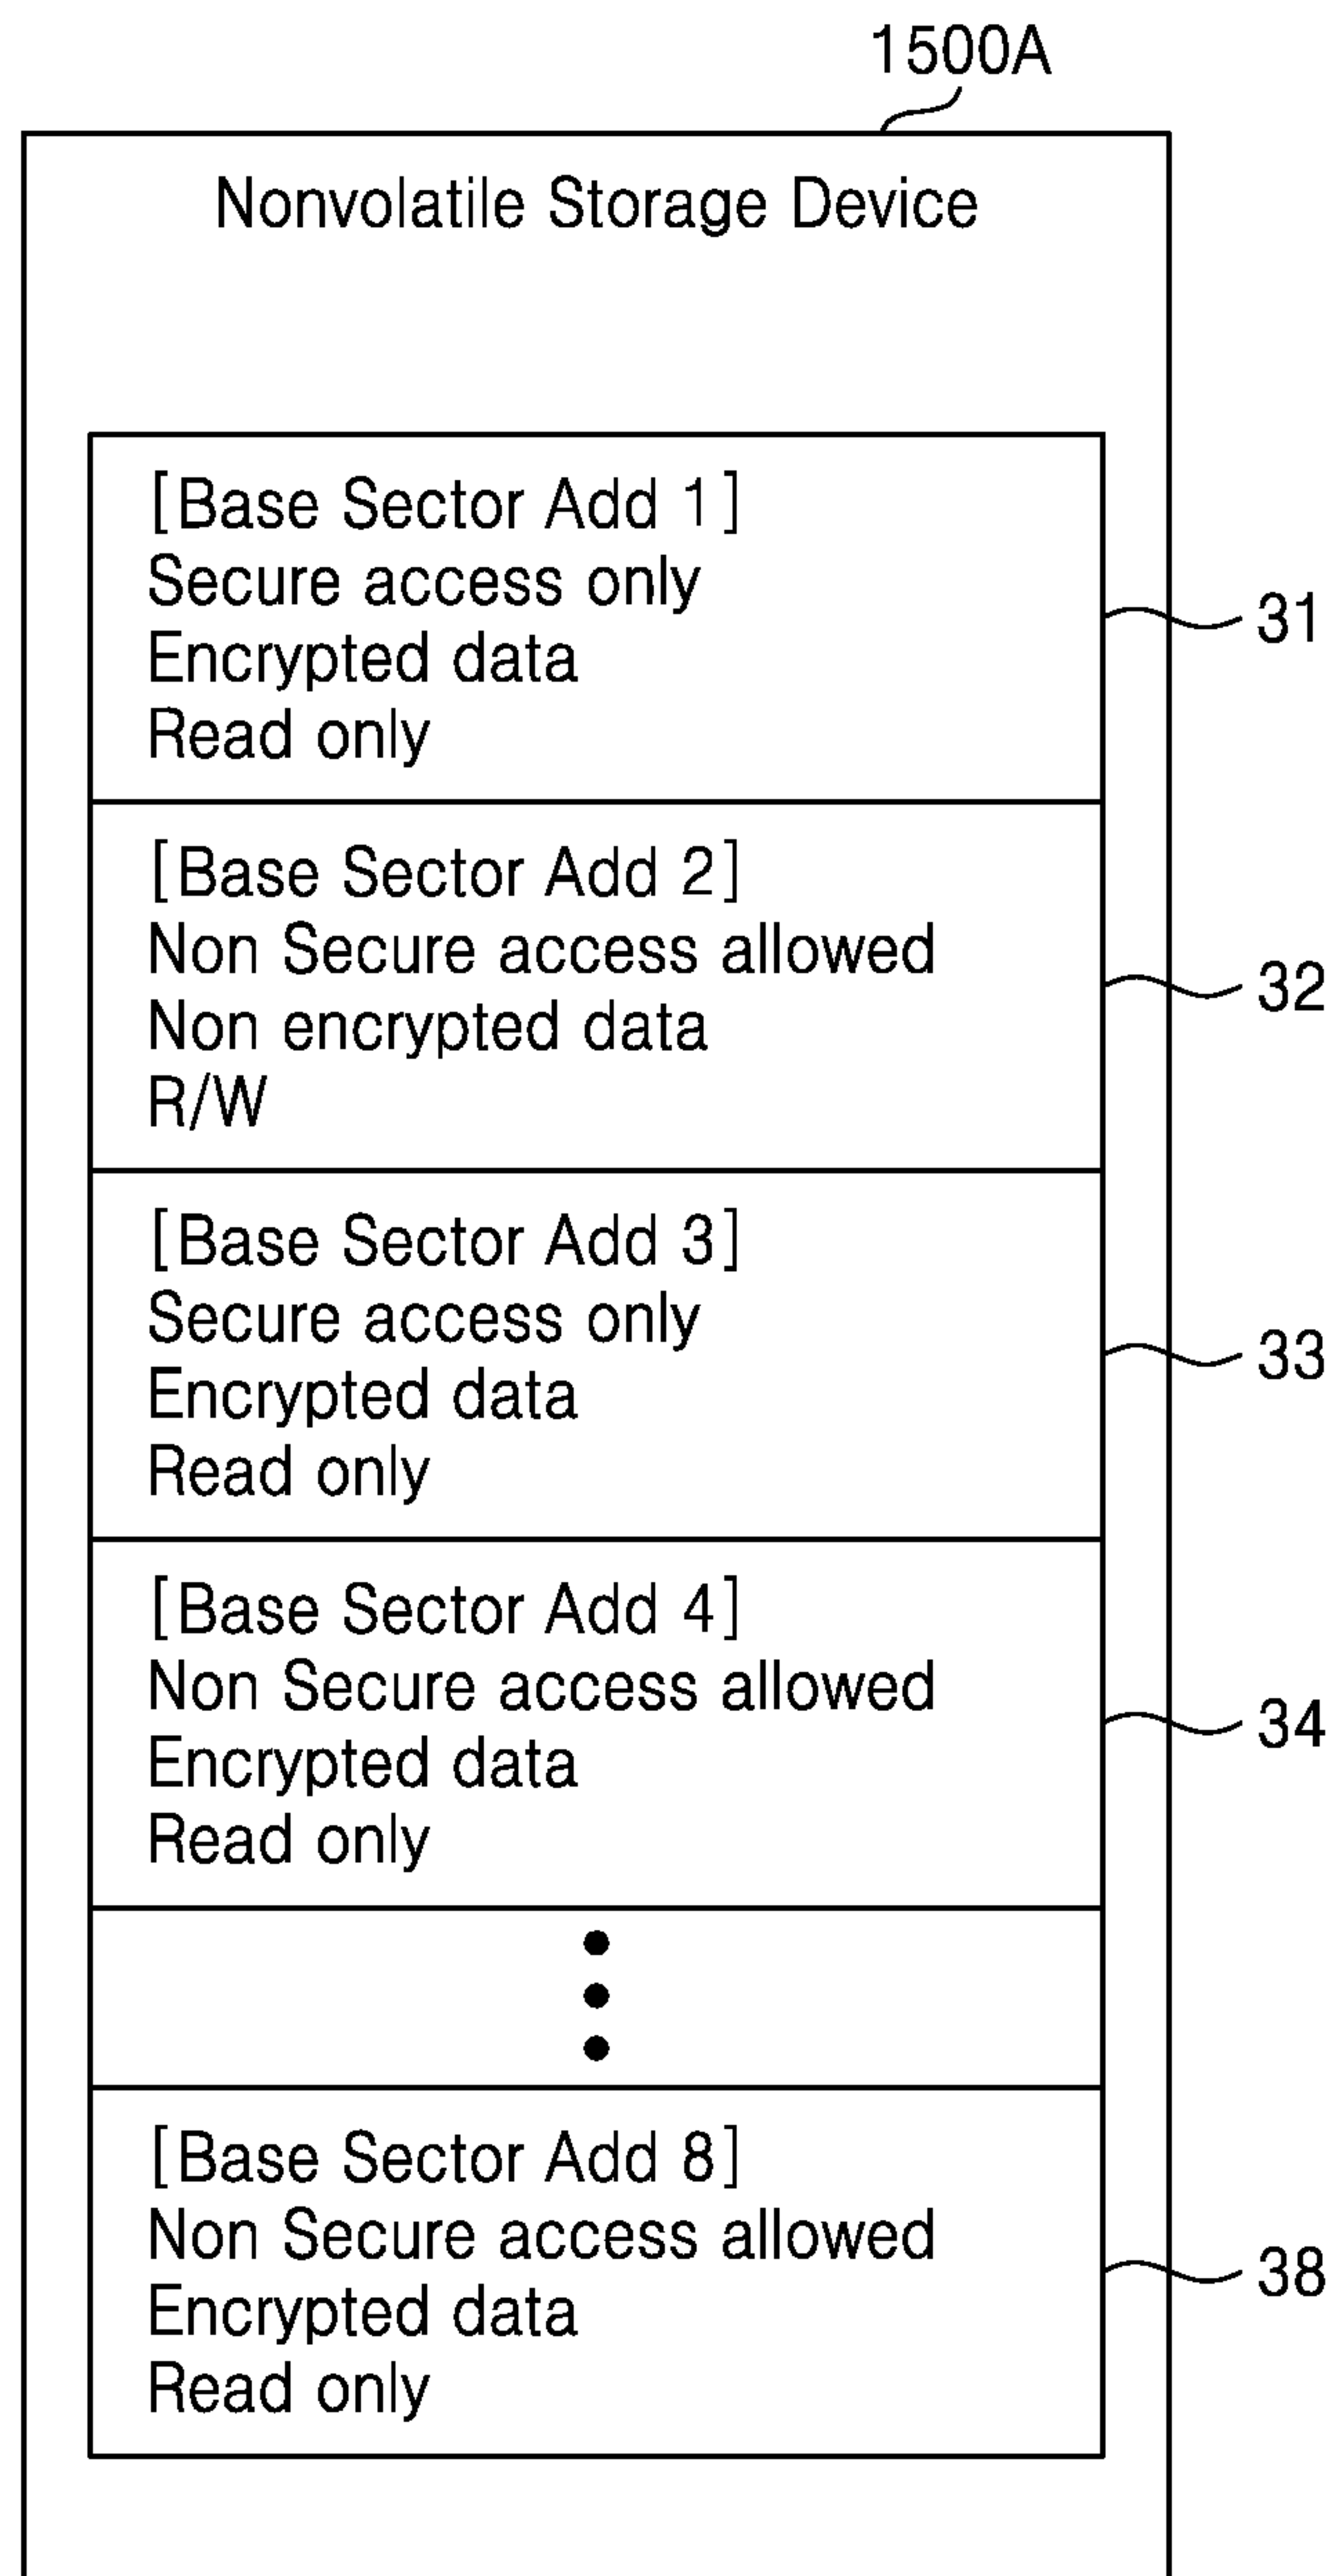 1500A
Nonvolatile Storage Device
[Base Sector Add 1]
Secure access only
Encrypted data
Read only
31
[Base Sector Add 2]
Non Secure access allowed
Non encrypted data
R/W
32
[Base Sector Add 3]
Secure access only
Encrypted data
Read only
33
[Base Sector Add 4]
Non Secure access allowed
Encrypted data
Read only
34
[Base Sector Add 8]
Non Secure access allowed
Encrypted data
Read only
38